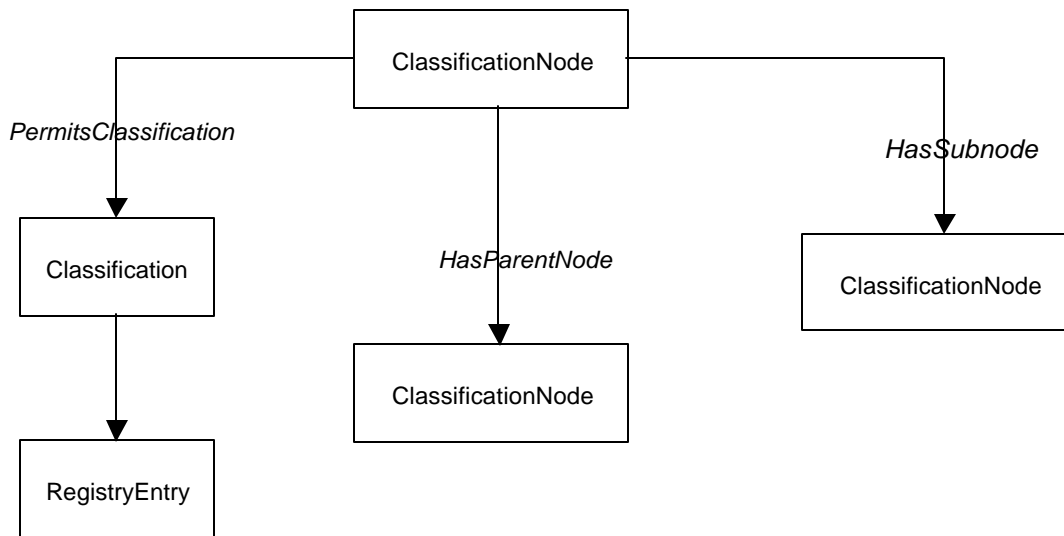 ClassificationNode
PermitsClassification
HasSubnode
Classification
HasParentNode
ClassificationNode
ClassificationNode
RegistryEntry